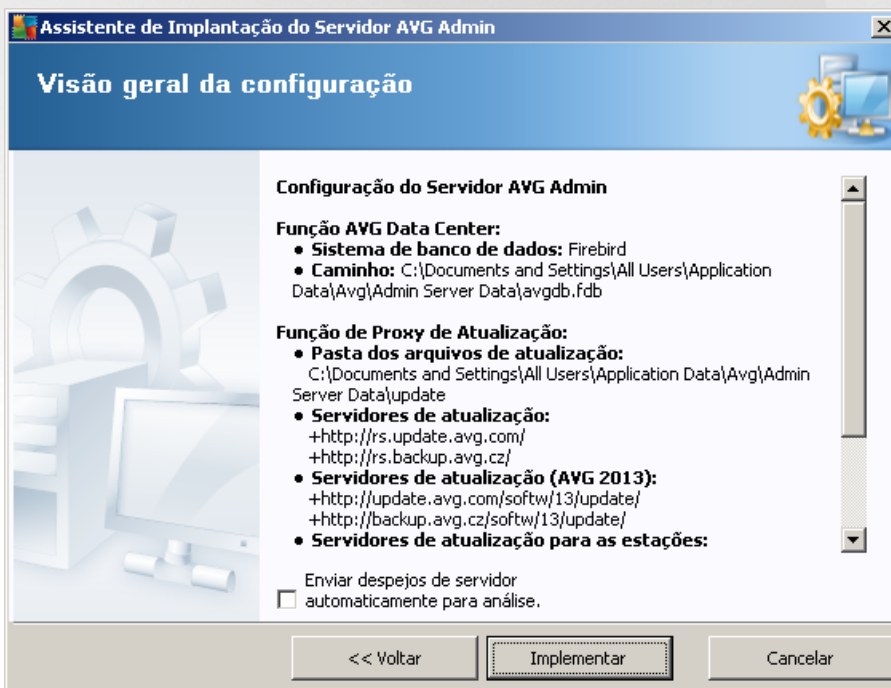 Assistente de Implantação do Servidor AVG Admin
Visão geral da configuração
Configuração do Servidor AVG Admin
Função AVG Data Center:
● Sistema de banco de dados: Firebird
● Caminho: C:\Documents and Settings\All Users\Application
Data\Avg\Admin Server Data\avgdb.fdb
Função de Proxy de Atualização:
● Pasta dos arquivos de atualização:
C:\Documents and Settings\All Users\Application Data\Avg\Admin
Server Data\update
● Servidores de atualização:
+http://rs.update.avg.com/
+http://rs.backup.avg.cz/
● Servidores de atualização (AVG 2013):
+http://update.avg.com/softw/13/update/
+http://backup.avg.cz/softw/13/update/
● Servidores de atualização para as estações:
Enviar despejos de servidor
automaticamente para análise.
<< Voltar
Implementar
Cancelar